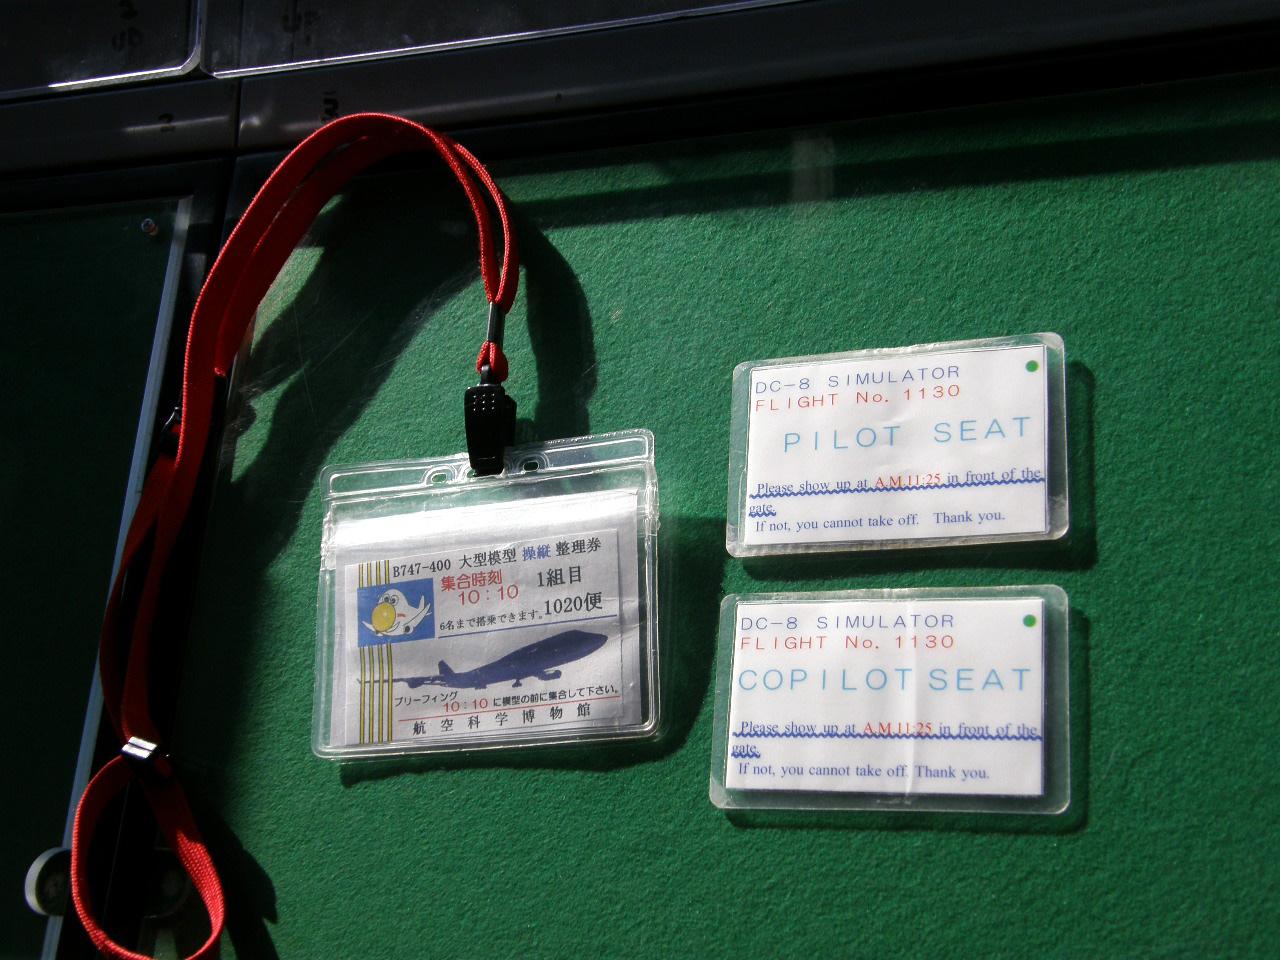 B747-400 大型模型 操縦 整理券
集合時刻 1組目
10:10
6名まで搭乗できます。1020便
ブリーフィング
10:10 に模型の前に集合して下さい。
航空科学博物館
DC-8 SIMULATOR
FLIGHT No. 1130
PILOT SEAT
Please show up at A.M.11:25 in front of the
gate.
If not, you cannot take off. Thank you.
DC-8 SIMULATOR
FLIGHT No. 1130
COPILOT SEAT
Please show up at A.M.11:25 in front of the
gate.
If not, you cannot take off. Thank you.